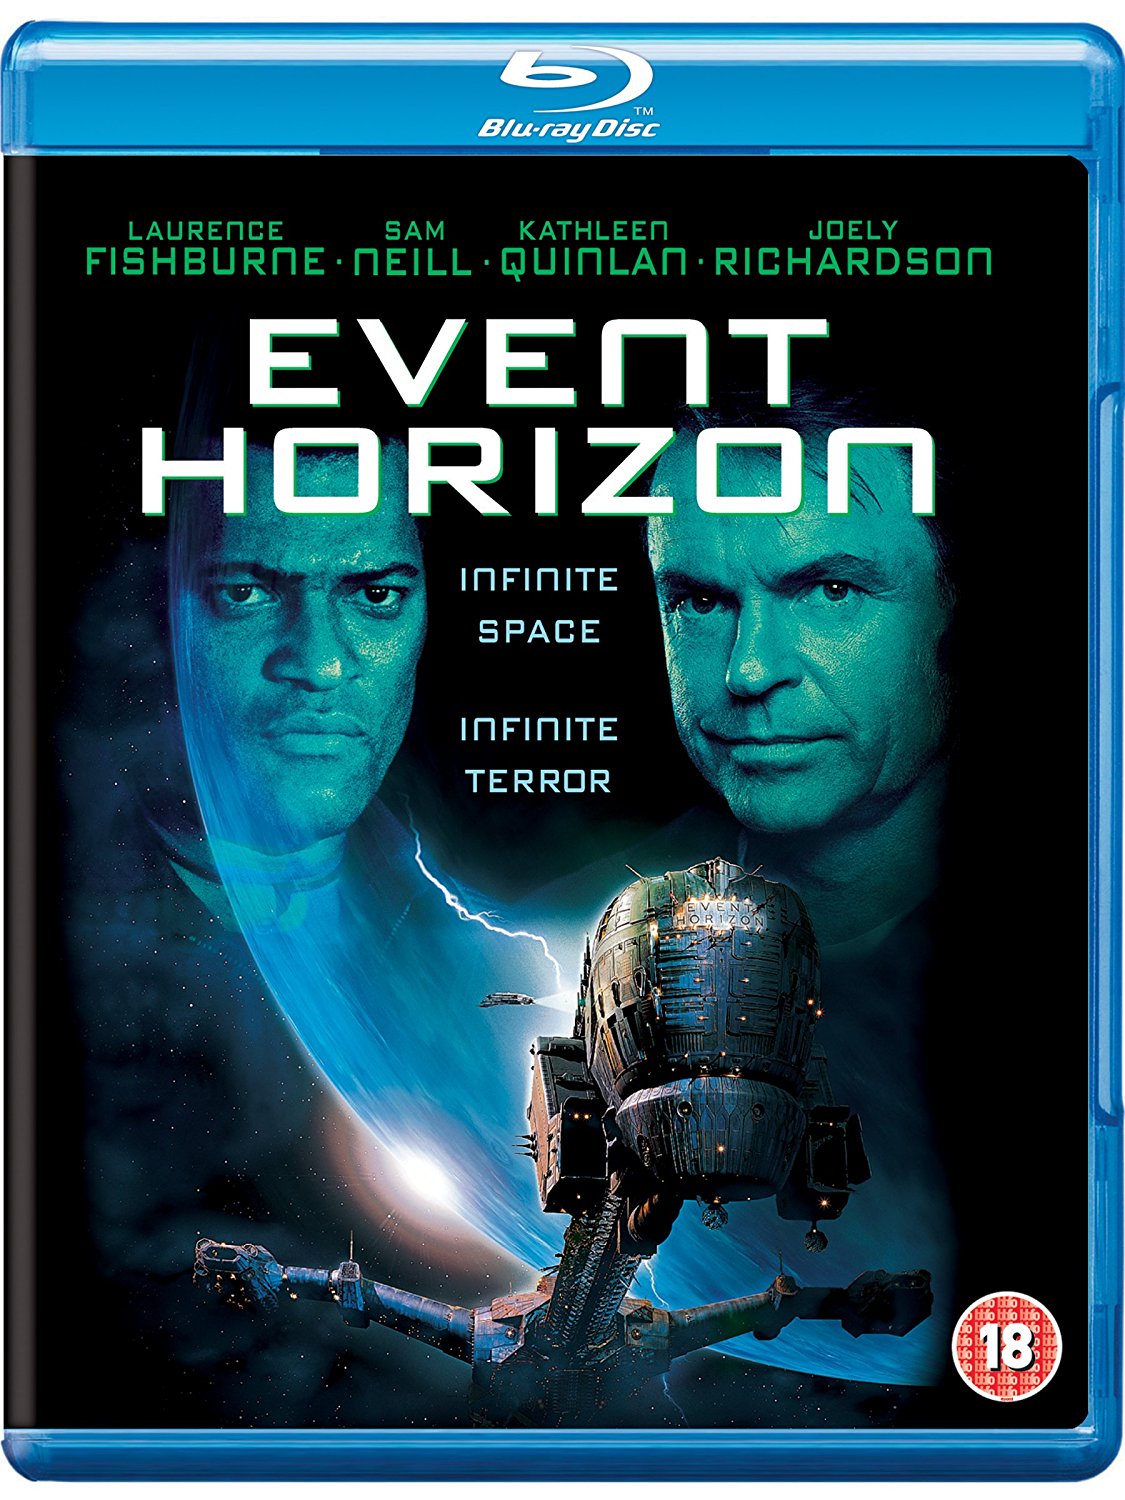 Blu-ray Disc™
LAURENCE FISHBURNE · SAM NEILL · KATHLEEN QUINLAN · JOELY RICHARDSON
EVENT
HORIZON
INFINITE
SPACE
INFINITE
TERROR
EVENT
HORIZON
18